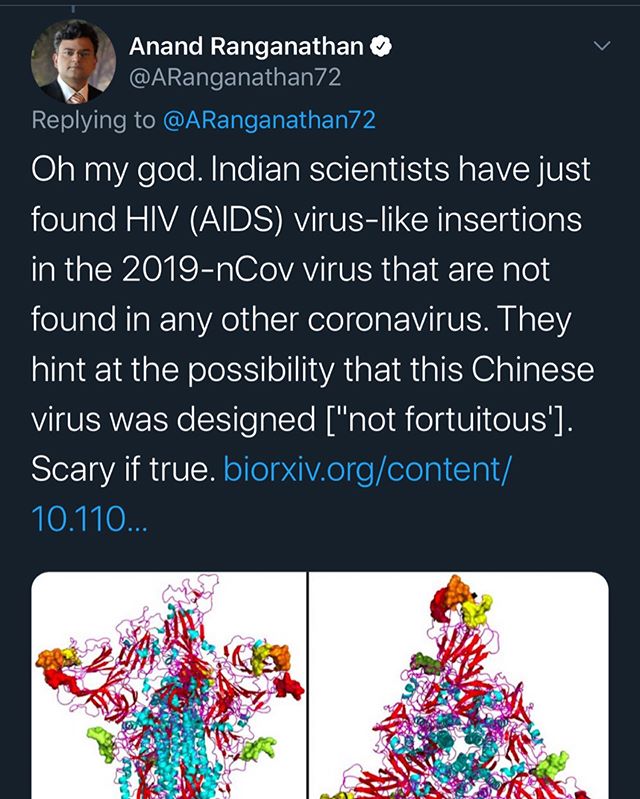 Anand Ranganathan
@ARanganathan72
Replying to @ARanganathan72
Oh my god. Indian scientists have just
found HIV (AIDS) virus-like insertions
in the 2019-nCov virus that are not
found in any other coronavirus. They
hint at the possibility that this Chinese
virus was designed ["not fortuitous'].
Scary if true. biorxiv.org/content/
10.110...